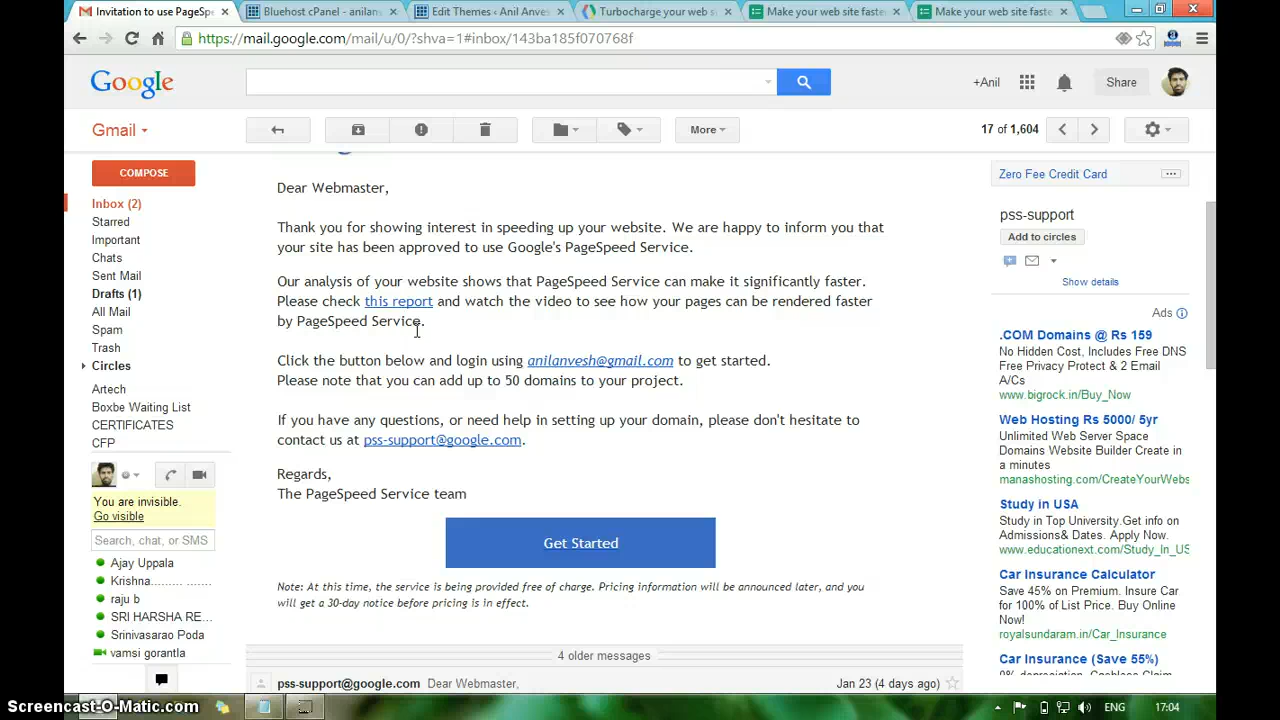 Invitation to use PageSpe
Bluehost cPanel - anilans
Edit Themes ‹ Anil Anves
Turbocharge your web s
Make your web site faster
Make your web site faster
https://mail.google.com/mail/u/0/?shva=1#inbox/143ba185f070768f
Google
+Anil
Share
Gmail
More
17 of 1,604
COMPOSE
Inbox (2)
Starred
Important
Chats
Sent Mail
Drafts (1)
All Mail
Spam
Trash
Circles
Artech
Boxbe Waiting List
CERTIFICATES
CFP
You are invisible.
Go visible
Search, chat, or SMS
Ajay Uppala
Krishna...... ........
raju b
SRI HARSHA RE...
Srinivasarao Poda
vamsi gorantla
Dear Webmaster,
Thank you for showing interest in speeding up your website. We are happy to inform you that
your site has been approved to use Google's PageSpeed Service.
Our analysis of your website shows that PageSpeed Service can make it significantly faster.
Please check this report and watch the video to see how your pages can be rendered faster
by PageSpeed Service.
Click the button below and login using anilanvesh@gmail.com to get started.
Please note that you can add up to 50 domains to your project.
If you have any questions, or need help in setting up your domain, please don't hesitate to
contact us at pss-support@google.com.
Regards,
The PageSpeed Service team
Get Started
Note: At this time, the service is being provided free of charge. Pricing information will be announced later, and you
will get a 30-day notice before pricing is in effect.
4 older messages
pss-support@google.com Dear Webmaster,
Jan 23 (4 days ago)
Zero Fee Credit Card
pss-support
Add to circles
Show details
Ads
.COM Domains @ Rs 159
No Hidden Cost, Includes Free DNS
Free Privacy Protect & 2 Email
A/Cs
www.bigrock.in/Buy_Now
Web Hosting Rs 5000/ 5yr
Unlimited Web Server Space
Domains Website Builder Create in
a minutes
manashosting.com/CreateYourWebs
Study in USA
Study in Top University.Get info on
Admissions& Dates. Apply Now.
www.educationext.com/Study_In_US
Car Insurance Calculator
Save 45% on Premium. Insure Car
for 100% of List Price. Buy Online
Now!
royalsundaram.in/Car_Insurance
Car Insurance (Save 55%)
Screencast-O-Matic.com
ENG
17:04